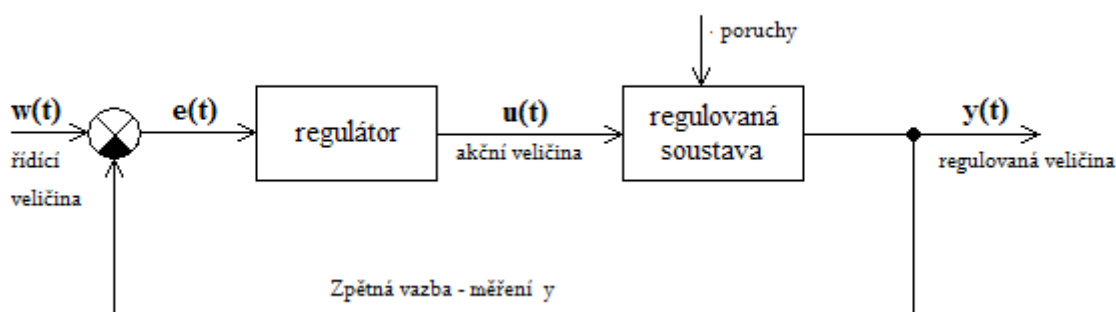 poruchy
w(t)
e(t)
regulátor
u(t)
regulovaná
soustava
y(t)
řídící
veličina
akční veličina
regulovaná veličina
Zpětná vazba - měření y